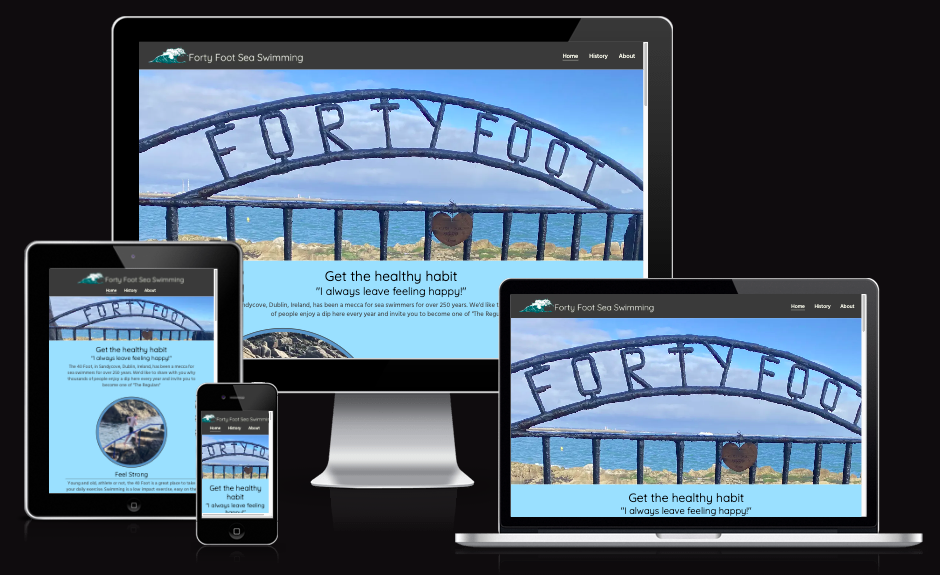 Forty Foot Sea Swimming
Home History About
FORTY FOOT
Get the healthy habit
"I always leave feeling happy!"
dycove, Dublin, Ireland, has been a mecca for sea swimmers for over 250 years. We'd like t
of people enjoy a dip here every year and invite you to become one of "The Regu
Forty Foot Sea Swimming
Home History About
FORTYFOOT
Get the healthy habit
"I always leave feeling happy!"
The 40 Foot, in Sandycove, Dublin, Ireland, has been a mecca for
sea swimmers for over 250 years. We'd like to share with you why
thousands of people enjoy a dip here every year and invite you to
become one of "The Regulars"
Feel Strong
"Young and old, athlete or not, the 40 Foot is a great place to take
your daily exercise. Swimming is a low impact exercise, easy on the
Forty Foot Sea Swimming
Home History About
FORTY FO
Get the healthy
habit
"I always leave feeling
happy!"
Forty Foot Sea Swimming
Home History About
FORTY FOOT
Get the healthy habit
"I always leave feeling happy!"